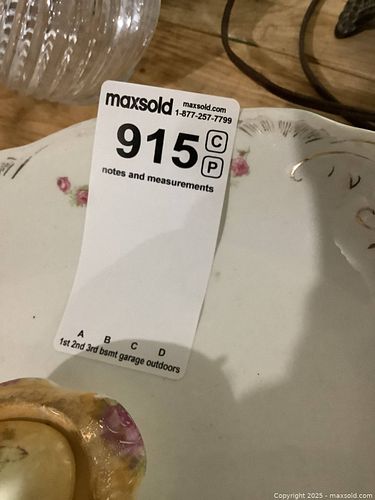 maxsold maxsold.com
1-877-257-7799
915 C
P
notes and measurements
A B C D
1st 2nd 3rd bsmt garage outdoors
Copyright 2025 - maxsold.com